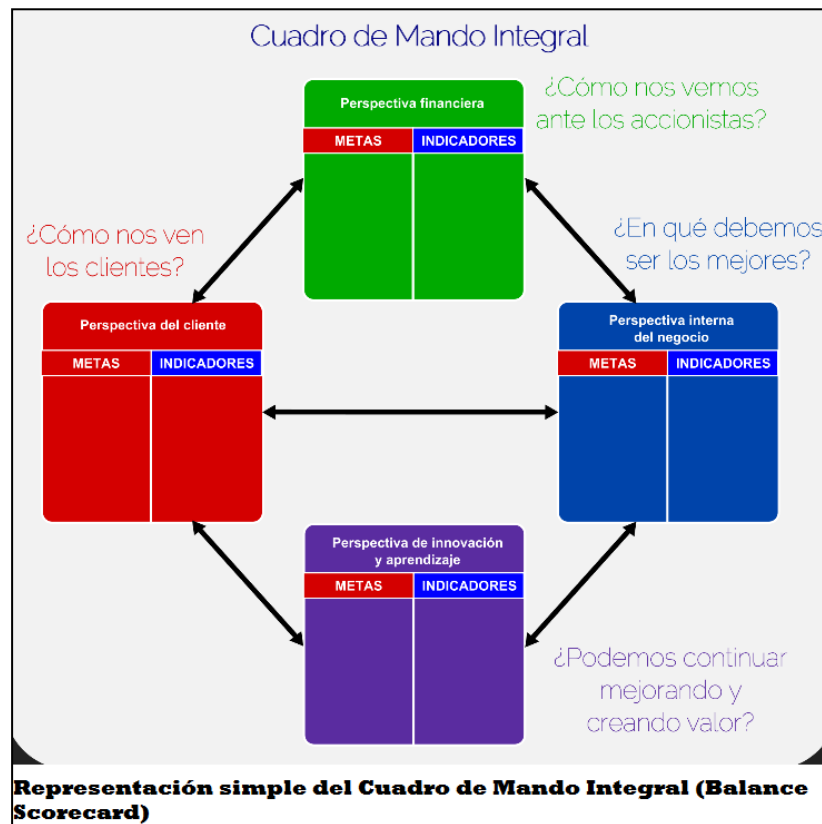 Cuadro de Mando Integral
¿Cómo nos vemos
ante los accionistas?
Perspectiva financiera
METAS INDICADORES
¿Cómo nos ven
los clientes?
¿En qué debemos
ser los mejores?
Perspectiva del cliente
METAS INDICADORES
Perspectiva interna
del negocio
METAS INDICADORES
Perspectiva de innovación
y aprendizaje
METAS INDICADORES
¿Podemos continuar
mejorando y
creando valor?
Representación simple del Cuadro de Mando Integral (Balance
Scorecard)